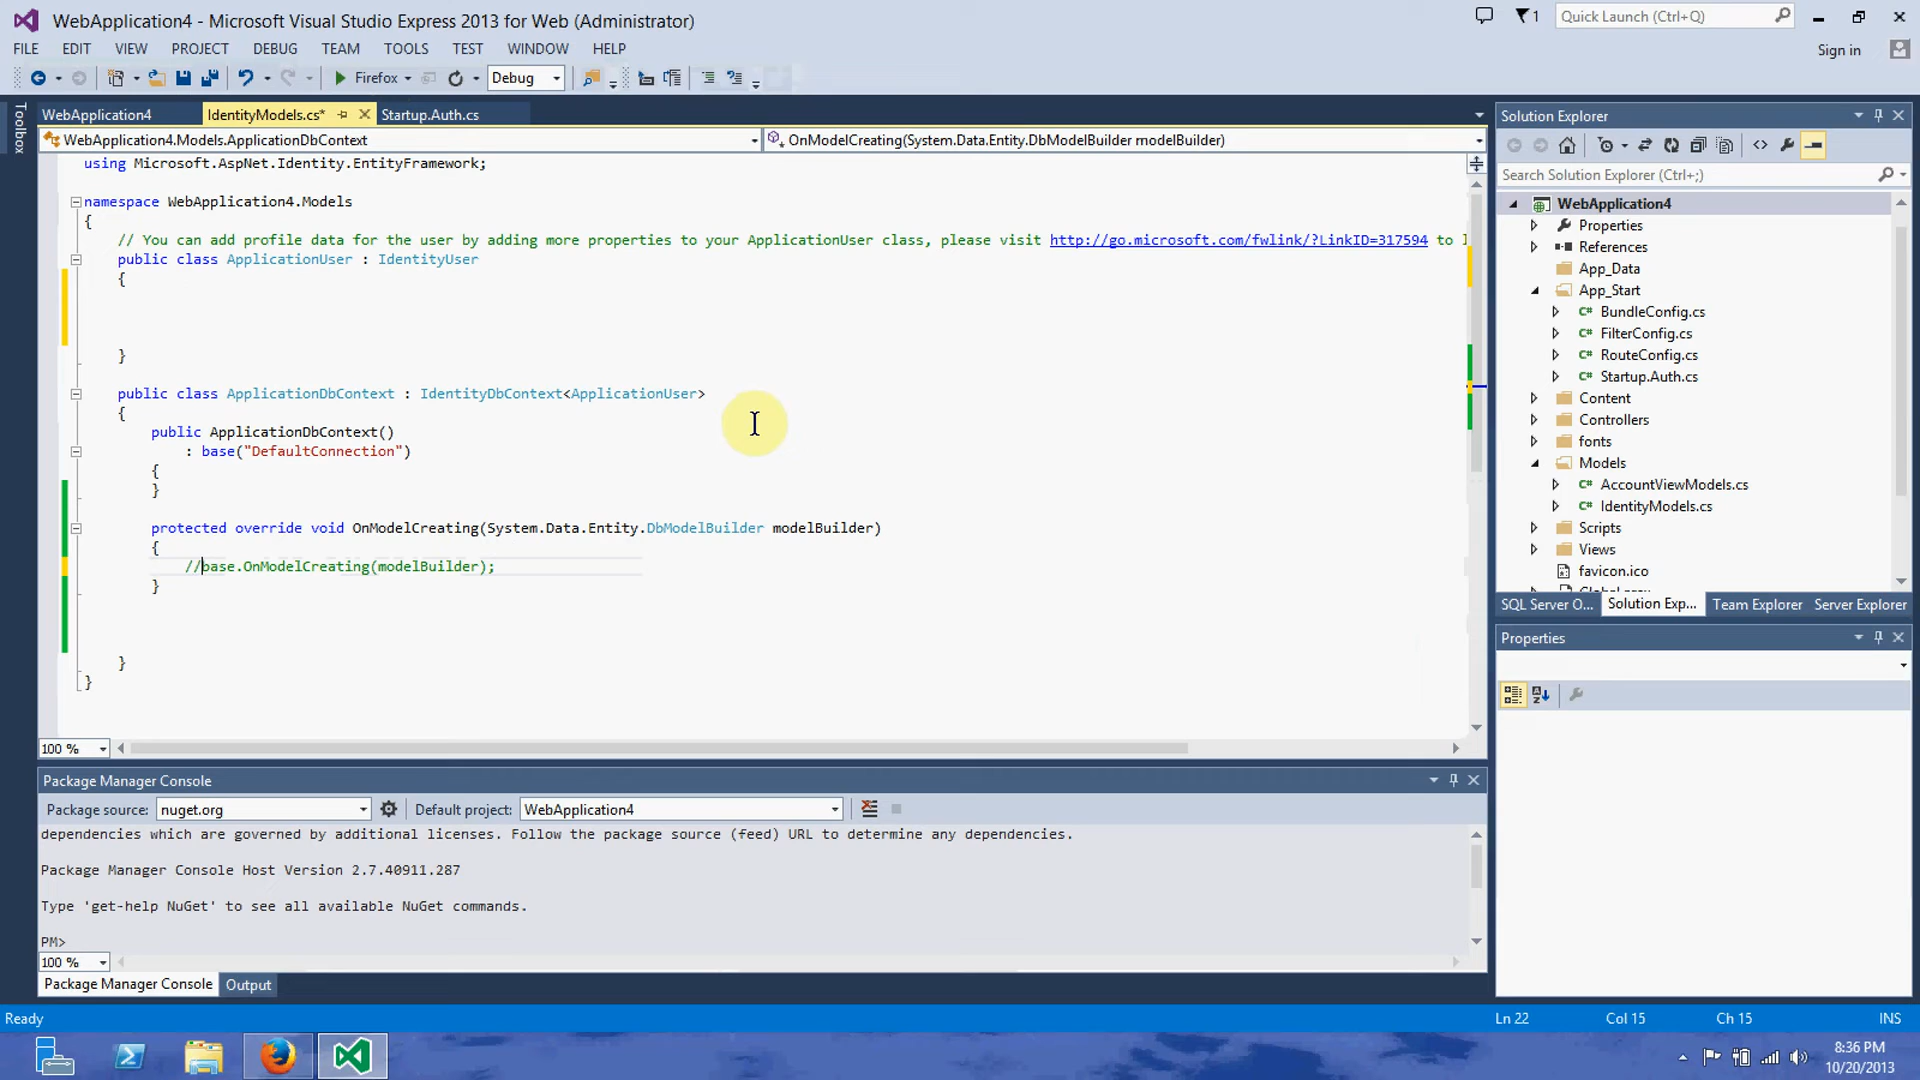 WebApplication4 - Microsoft Visual Studio Express 2013 for Web (Administrator)
1
Quick Launch (Ctrl+Q)
FILE EDIT VIEW PROJECT DEBUG TEAM TOOLS TEST WINDOW HELP
Sign in
Firefox
Debug
Toolbox
WebApplication4
IdentityModels.cs*
Startup.Auth.cs
WebApplication4.Models.ApplicationDbContext
OnModelCreating(System.Data.Entity.DbModelBuilder modelBuilder)
using Microsoft.AspNet.Identity.EntityFramework;
namespace WebApplication4.Models
{
// You can add profile data for the user by adding more properties to your ApplicationUser class, please visit http://go.microsoft.com/fwlink/?LinkID=317594 to
public class ApplicationUser : IdentityUser
{
}
public class ApplicationDbContext : IdentityDbContext<ApplicationUser>
{
public ApplicationDbContext()
: base("DefaultConnection")
{
}
protected override void OnModelCreating(System.Data.Entity.DbModelBuilder modelBuilder)
{
//base.OnModelCreating(modelBuilder);
}
}
}
100 %
Package Manager Console
Package source: nuget.org Default project: WebApplication4
dependencies which are governed by additional licenses. Follow the package source (feed) URL to determine any dependencies.
Package Manager Console Host Version 2.7.40911.287
Type 'get-help NuGet' to see all available NuGet commands.
PM>
100 %
Package Manager Console Output
Solution Explorer
Search Solution Explorer (Ctrl+;)
WebApplication4
Properties
References
App_Data
App_Start
C# BundleConfig.cs
C# FilterConfig.cs
C# RouteConfig.cs
C# Startup.Auth.cs
Content
Controllers
fonts
Models
C# AccountViewModels.cs
C# IdentityModels.cs
Scripts
Views
favicon.ico
SQL Server O... Solution Exp... Team Explorer Server Explorer
Properties
Ready
Ln 22 Col 15 Ch 15 INS
8:36 PM
10/20/2013